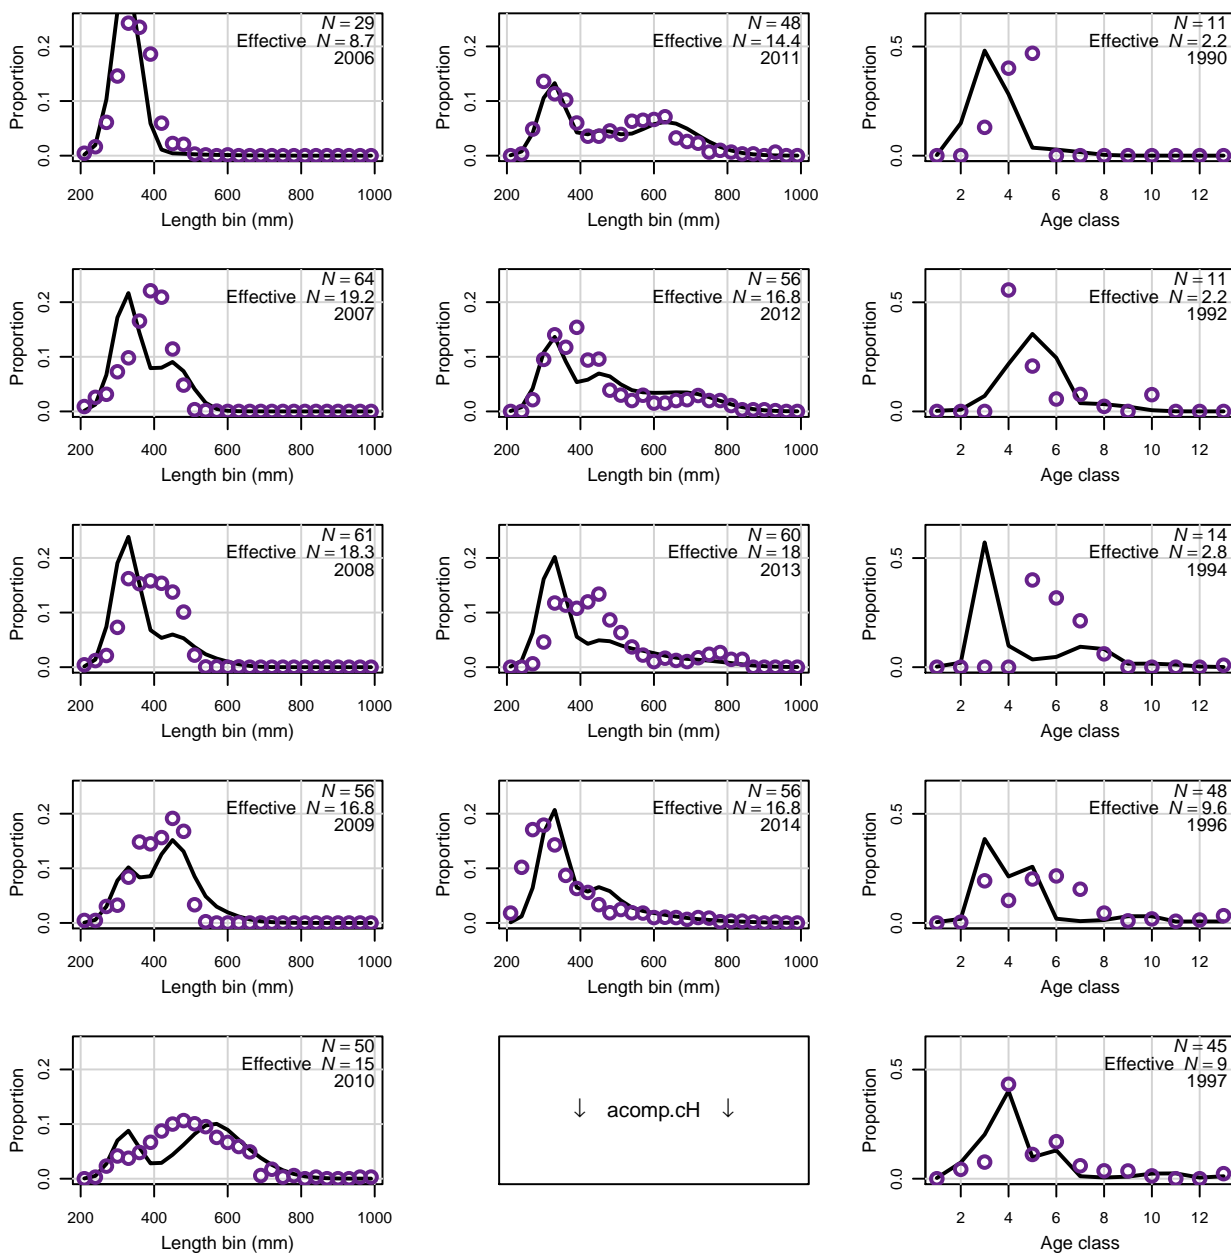 N = 29
Effective N = 8.7
2006
Proportion
0.0 0.1 0.2
200 400 600 800 1000
Length bin (mm)
N = 64
Effective N = 19.2
2007
Proportion
0.0 0.1 0.2
200 400 600 800 1000
Length bin (mm)
N = 61
Effective N = 18.3
2008
Proportion
0.0 0.1 0.2
200 400 600 800 1000
Length bin (mm)
N = 56
Effective N = 16.8
2009
Proportion
0.0 0.1 0.2
200 400 600 800 1000
Length bin (mm)
N = 50
Effective N = 15
2010
Proportion
0.0 0.1 0.2
200 400 600 800 1000
Length bin (mm)
N = 48
Effective N = 14.4
2011
Proportion
0.0 0.1 0.2
200 400 600 800 1000
Length bin (mm)
N = 56
Effective N = 16.8
2012
Proportion
0.0 0.1 0.2
200 400 600 800 1000
Length bin (mm)
N = 60
Effective N = 18
2013
Proportion
0.0 0.1 0.2
200 400 600 800 1000
Length bin (mm)
N = 56
Effective N = 16.8
2014
Proportion
0.0 0.1 0.2
200 400 600 800 1000
Length bin (mm)
↓ acomp.cH ↓
N = 11
Effective N = 2.2
1990
Proportion
0.0 0.5
2 4 6 8 10 12
Age class
N = 11
Effective N = 2.2
1992
Proportion
0.0 0.5
2 4 6 8 10 12
Age class
N = 14
Effective N = 2.8
1994
Proportion
0.0 0.5
2 4 6 8 10 12
Age class
N = 48
Effective N = 9.6
1996
Proportion
0.0 0.5
2 4 6 8 10 12
Age class
N = 45
Effective N = 9
1997
Proportion
0.0 0.5
2 4 6 8 10 12
Age class